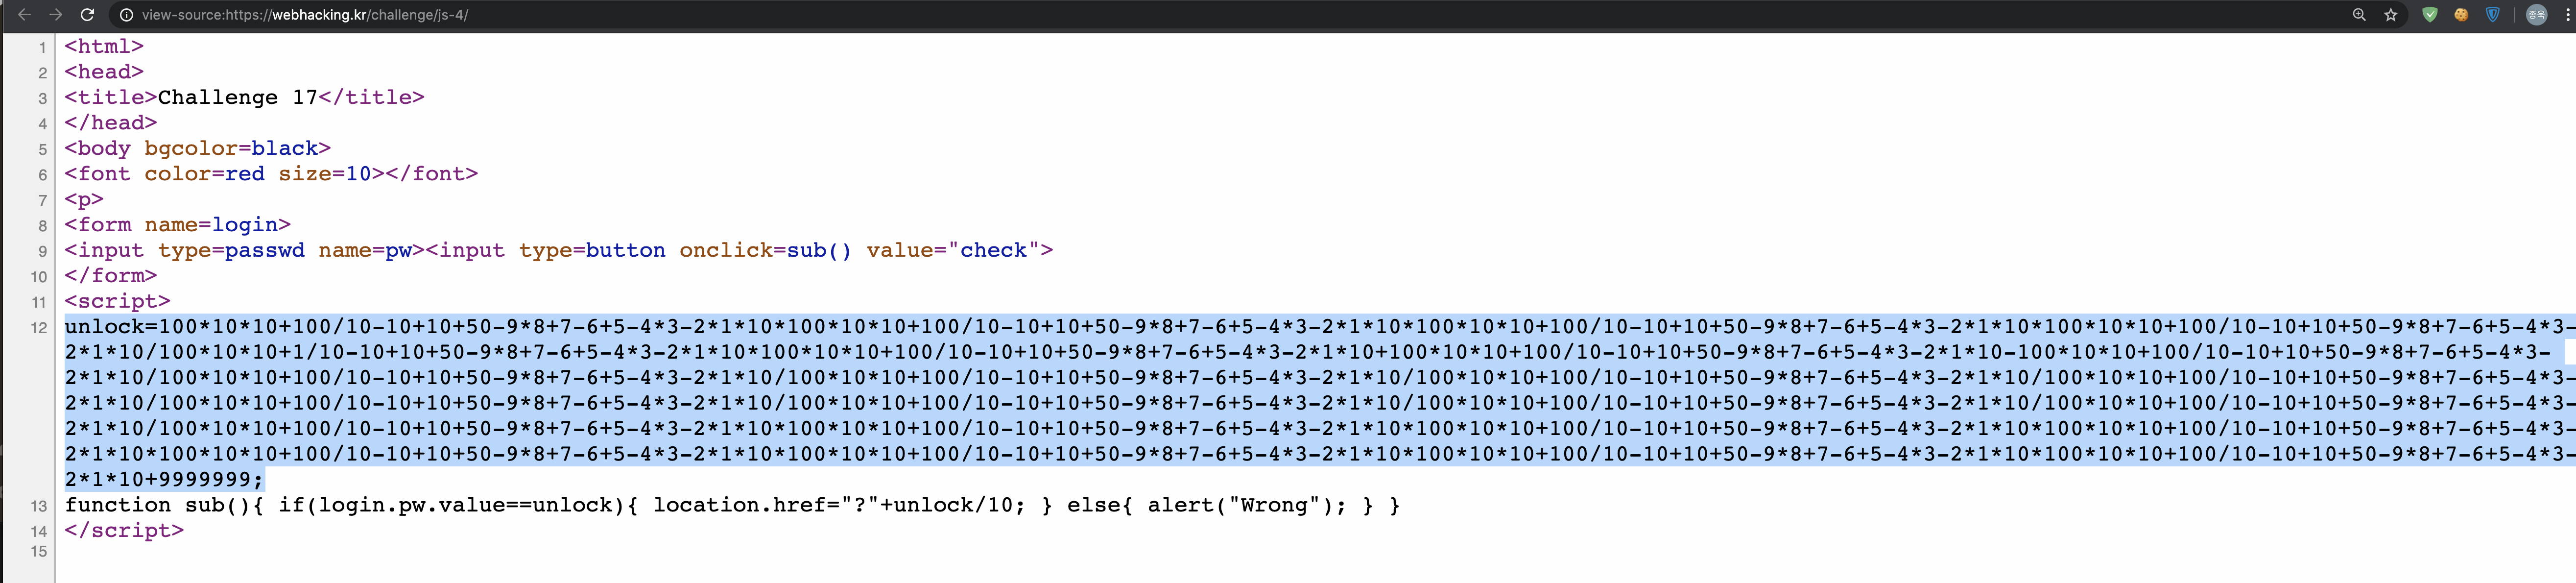 view-source:https://webhacking.kr/challenge/js-4/
종욱
1 <html>
2 <head>
3 <title>Challenge 17</title>
4 </head>
5 <body bgcolor=black>
6 <font color=red size=10></font>
7 <p>
8 <form name=login>
9 <input type=passwd name=pw><input type=button onclick=sub() value="check">
10 </form>
11 <script>
12 unlock=100*10*10+100/10-10+10+50-9*8+7-6+5-4*3-2*1*10*100*10*10+100/10-10+10+50-9*8+7-6+5-4*3-2*1*10*100*10*10+100/10-10+10+50-9*8+7-6+5-4*3-2*1*10*100*10*10+100/10-10+10+50-9*8+7-6+5-4*3-
2*1*10/100*10*10+1/10-10+10+50-9*8+7-6+5-4*3-2*1*10*100*10*10+100/10-10+10+50-9*8+7-6+5-4*3-2*1*10+100*10*10+100/10-10+10+50-9*8+7-6+5-4*3-2*1*10-100*10*10+100/10-10+10+50-9*8+7-6+5-4*3-
2*1*10/100*10*10+100/10-10+10+50-9*8+7-6+5-4*3-2*1*10/100*10*10+100/10-10+10+50-9*8+7-6+5-4*3-2*1*10/100*10*10+100/10-10+10+50-9*8+7-6+5-4*3-2*1*10/100*10*10+100/10-10+10+50-9*8+7-6+5-4*3-
2*1*10/100*10*10+100/10-10+10+50-9*8+7-6+5-4*3-2*1*10/100*10*10+100/10-10+10+50-9*8+7-6+5-4*3-2*1*10/100*10*10+100/10-10+10+50-9*8+7-6+5-4*3-2*1*10/100*10*10+100/10-10+10+50-9*8+7-6+5-4*3-
2*1*10/100*10*10+100/10-10+10+50-9*8+7-6+5-4*3-2*1*10*100*10*10+100/10-10+10+50-9*8+7-6+5-4*3-2*1*10*100*10*10+100/10-10+10+50-9*8+7-6+5-4*3-2*1*10*100*10*10+100/10-10+10+50-9*8+7-6+5-4*3-
2*1*10*100*10*10+100/10-10+10+50-9*8+7-6+5-4*3-2*1*10*100*10*10+100/10-10+10+50-9*8+7-6+5-4*3-2*1*10*100*10*10+100/10-10+10+50-9*8+7-6+5-4*3-2*1*10*100*10*10+100/10-10+10+50-9*8+7-6+5-4*3-
2*1*10+9999999;
13 function sub(){ if(login.pw.value==unlock){ location.href="?"+unlock/10; } else{ alert("Wrong"); } }
14 </script>
15